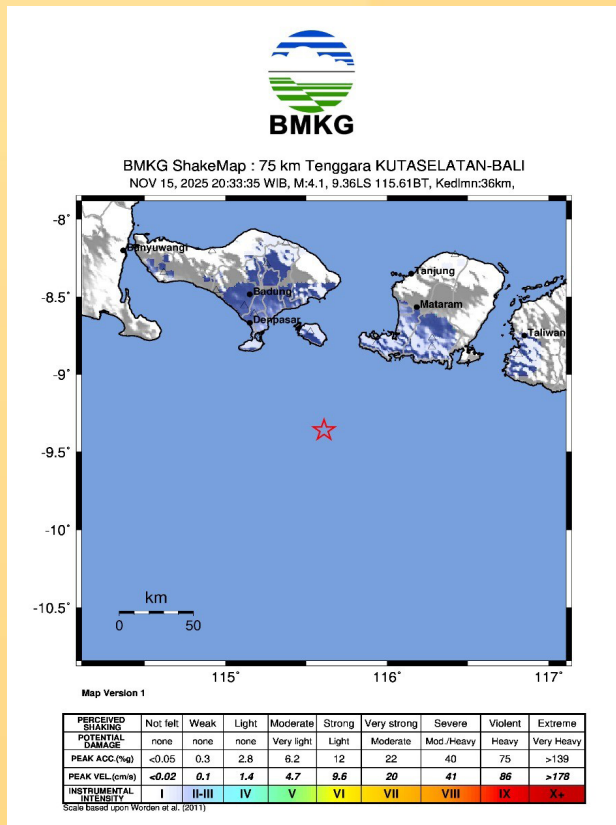 BMKG
BMKG ShakeMap : 75 km Tenggara KUTASELATAN-BALI
NOV 15, 2025 20:33:35 WIB, M:4.1, 9.36LS 115.61BT, Kedlmn:36km,
-8°
Banyuwangi
Tanjung
-8.5°
Badung
Mataram
Denpasar
Taliwang
-9°
-9.5°
-10°
km
-10.5°
0 50
115° 116° 117°
Map Version 1
PERCEIVED SHAKING Not felt Weak Light Moderate Strong Very strong Severe Violent Extreme
POTENTIAL DAMAGE none none none Very light Light Moderate Mod./Heavy Heavy Very Heavy
PEAK ACC.(%g) <0.05 0.3 2.8 6.2 12 22 40 75 >139
PEAK VEL.(cm/s) <0.02 0.1 1.4 4.7 9.6 20 41 86 >178
INSTRUMENTAL INTENSITY I II-III IV V VI VII VIII IX X+
Scale based upon Worden et al. (2011)